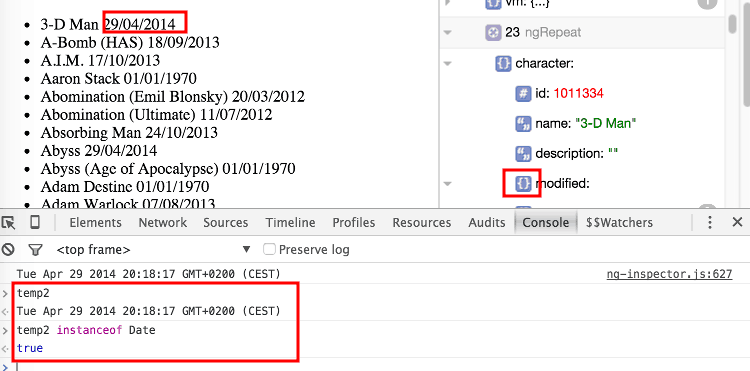 3-D Man 29/04/2014
A-Bomb (HAS) 18/09/2013
A.I.M. 17/10/2013
Aaron Stack 01/01/1970
Abomination (Emil Blonsky) 20/03/2012
Abomination (Ultimate) 11/07/2012
Absorbing Man 24/10/2013
Abyss 29/04/2014
Abyss (Age of Apocalypse) 01/01/1970
Adam Destine 01/01/1970
Adam Warlock 07/08/2013
vm: {...}
23 ngRepeat
{} character:
# id: 1011334
name: "3-D Man"
description: ""
{} modified:
Elements Network Sources Timeline Profiles Resources Audits Console $$Watchers
<top frame> Preserve log
Tue Apr 29 2014 20:18:17 GMT+0200 (CEST) ng-inspector.js:627
> temp2
Tue Apr 29 2014 20:18:17 GMT+0200 (CEST)
> temp2 instanceof Date
true
>